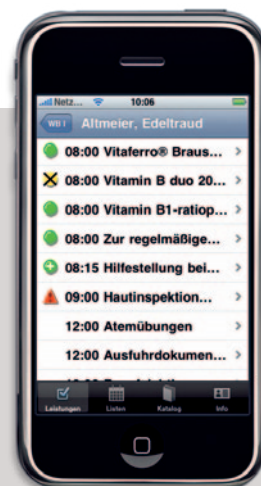 Netz... 10:06
WB I Altmeier, Edeltraud
08:00 Vitaferro® Braus...
08:00 Vitamin B duo 20...
08:00 Vitamin B1-ratiop...
08:00 Zur regelmäßige...
08:15 Hilfestellung bei...
09:00 Hautinspektion...
12:00 Atemübungen
12:00 Ausfuhrdokumen...
Leistungen Listen Katalog Info